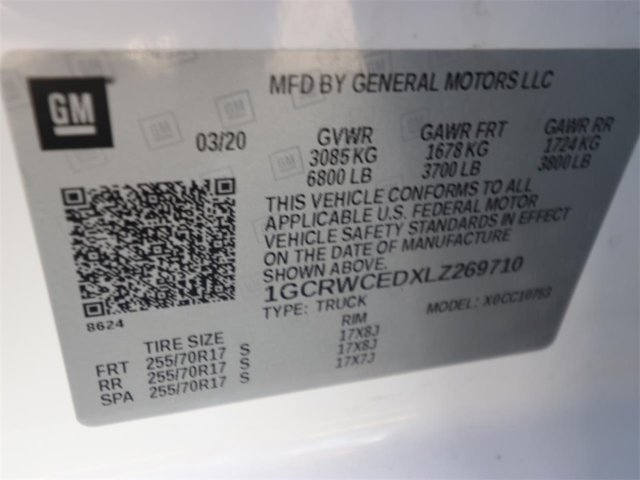 GM
MFD BY GENERAL MOTORS LLC
03/20 GVWR GAWR FRT GAWR RR
3085 KG 1678 KG 1724 KG
6800 LB 3700 LB 3800 LB
THIS VEHICLE CONFORMS TO ALL
APPLICABLE U.S. FEDERAL MOTOR
VEHICLE SAFETY STANDARDS IN EFFECT
ON THE DATE OF MANUFACTURE
SHOWN ABOVE.
1GCRWCEDXLZ269710
8624
TYPE: TRUCK MODEL: X0CC10753
TIRE SIZE RIM
FRT 255/70R17 S 17X8J
RR 255/70R17 S 17X8J
SPA 255/70R17 S 17X7J